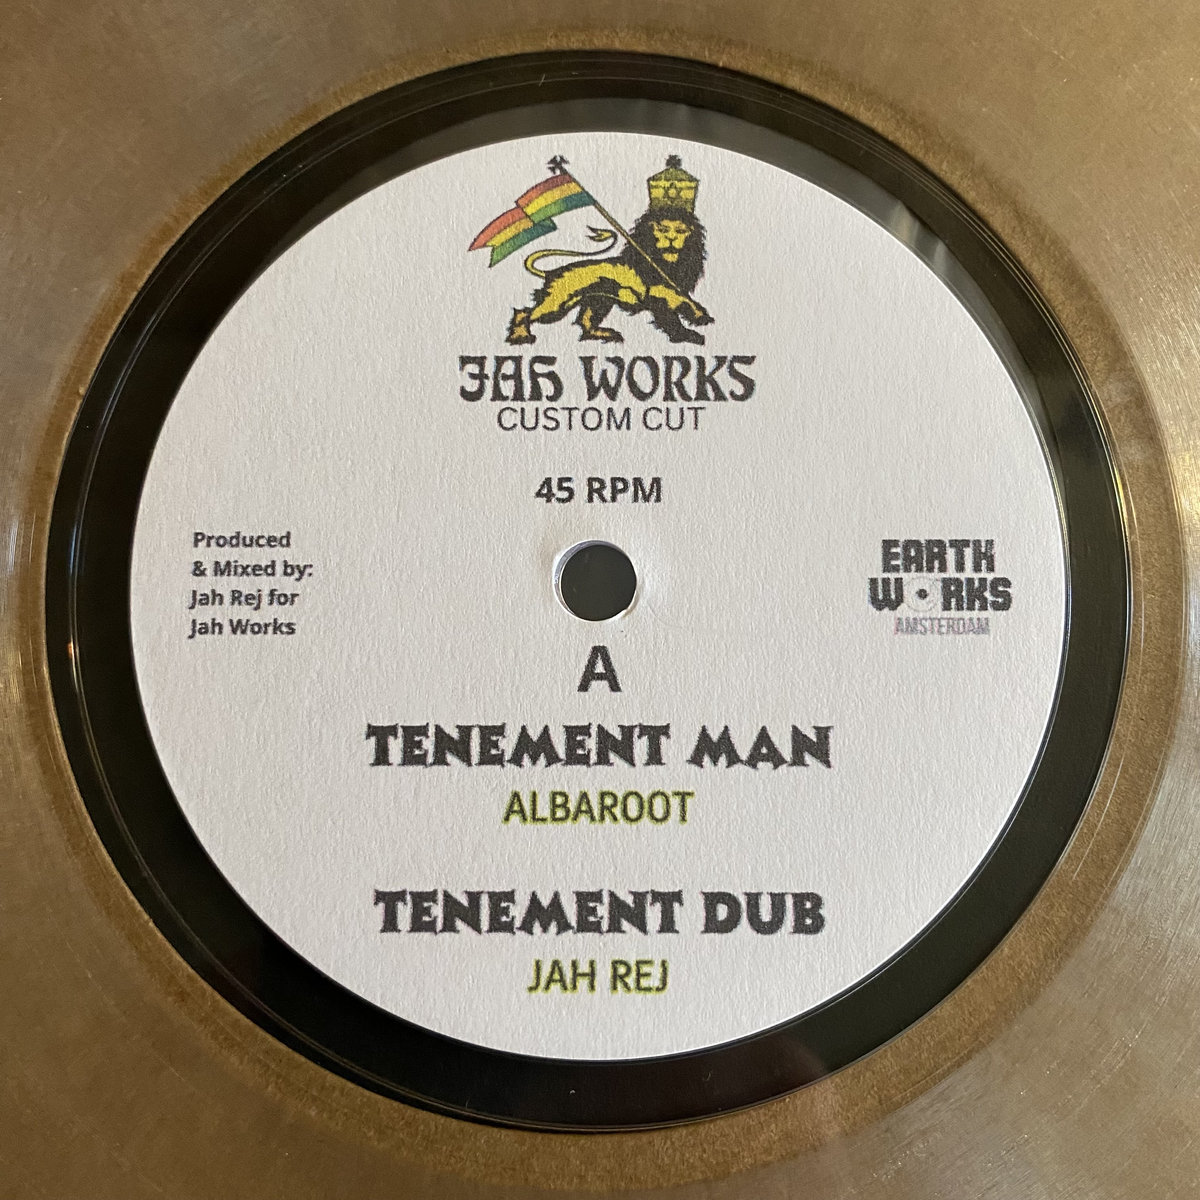 JAH WORKS
CUSTOM CUT
45 RPM
Produced
& Mixed by:
Jah Rej for
Jah Works
EARTH
WORKS
AMSTERDAM
A
TENEMENT MAN
ALBAROOT
TENEMENT DUB
JAH REJ